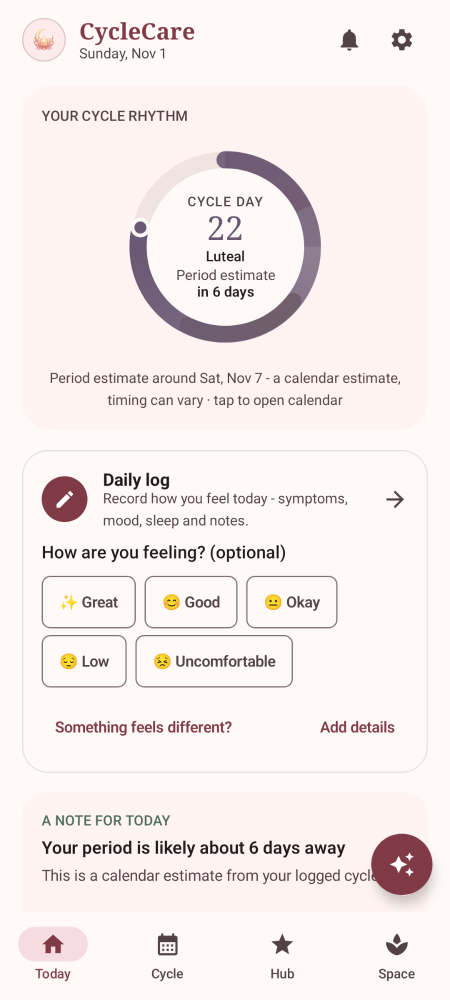 CycleCare
Sunday, Nov 1
YOUR CYCLE RHYTHM
CYCLE DAY
22
Luteal
Period estimate
in 6 days
Period estimate around Sat, Nov 7 - a calendar estimate,
timing can vary · tap to open calendar
Daily log
Record how you feel today - symptoms,
mood, sleep and notes.
How are you feeling? (optional)
✨ Great
😊 Good
😐 Okay
😔 Low
😣 Uncomfortable
Something feels different?
Add details
A NOTE FOR TODAY
Your period is likely about 6 days away
This is a calendar estimate from your logged cycle
Today
Cycle
Hub
Space